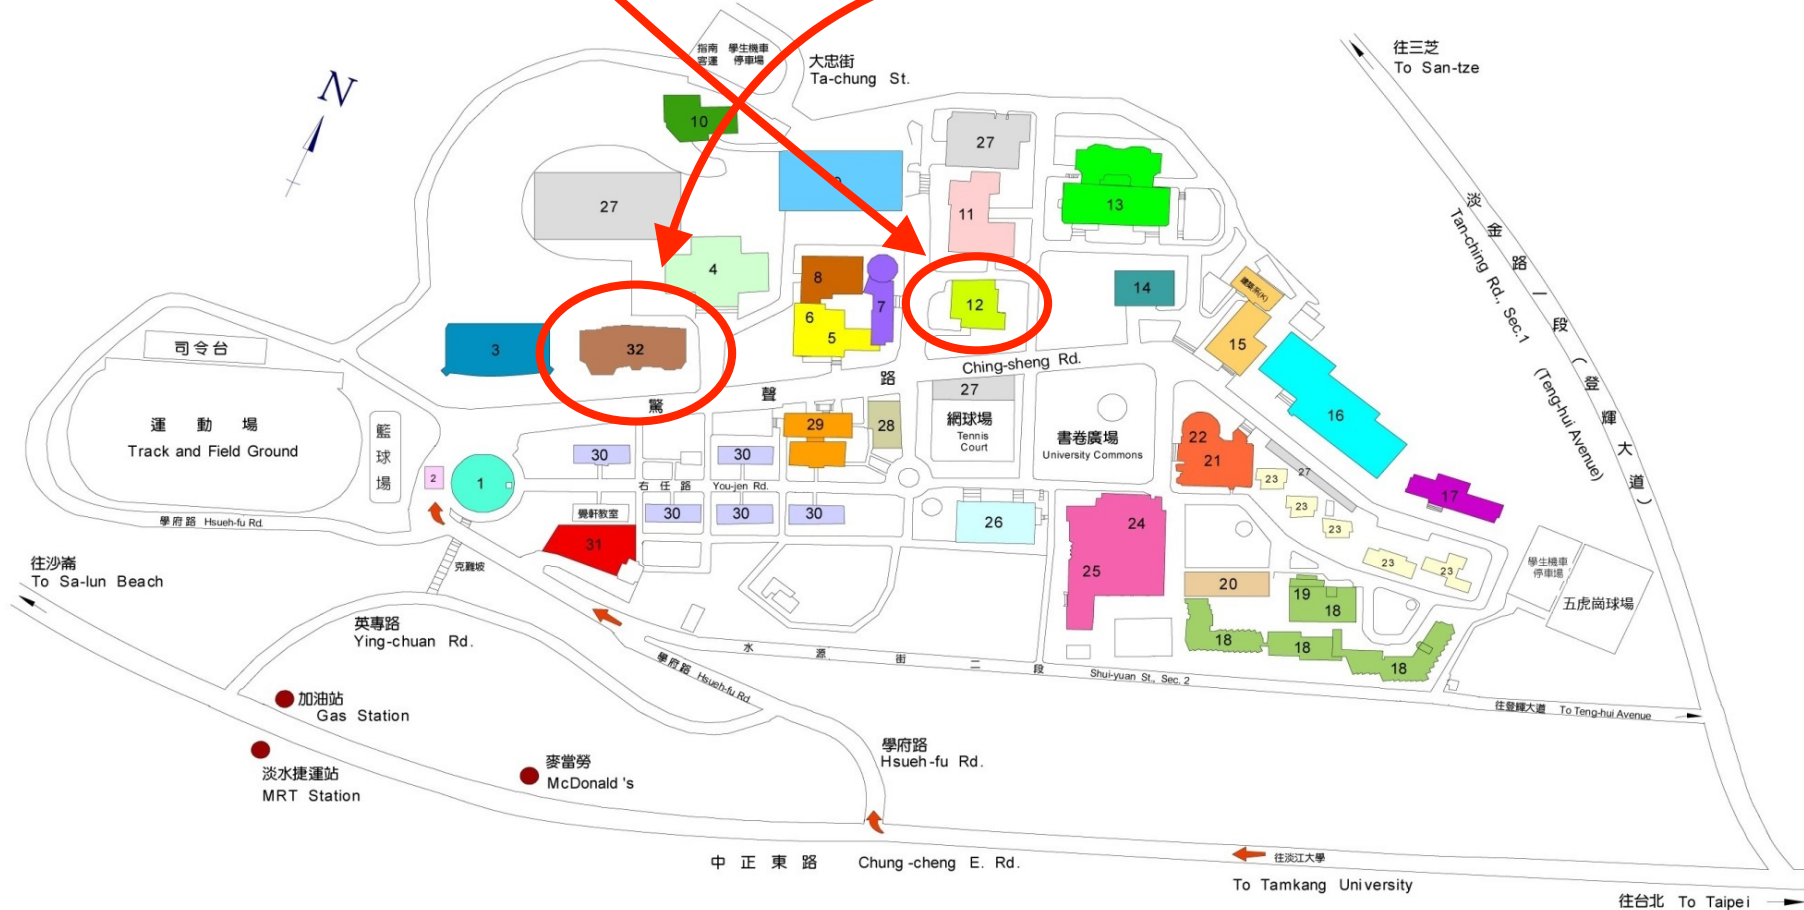 指南
客運
學生機車
停車場
大忠街
Ta-chung St.
往三芝
To San-tze
N
10
27
9
27
11
13
淡金路一段(登輝大道)
Tan-ching Rd., Sec.1
(Teng-hui Avenue)
4
8
7
6
5
12
14
建築系(K)
15
16
17
司令台
3
32
Ching-sheng Rd.
驚聲路
27
運動場
Track and Field Ground
籃球場
29
28
網球場
Tennis
Court
書卷廣場
University Commons
22
21
27
23
23
23
23
23
30
30
2
1
右任路 You-jen Rd.
覺軒教室
30
30
30
26
24
25
31
學府路 Hsueh-fu Rd.
克難坡
往沙崙
To Sa-lun Beach
學生機車
停車場
五虎崗球場
20
19
18
18
18
18
英專路
Ying-chuan Rd.
水源街二段 Shui-yuan St., Sec. 2
學府路 Hsueh-fu Rd
往登輝大道 To Teng-hui Avenue
加油站
Gas Station
淡水捷運站
MRT Station
麥當勞
McDonald's
學府路
Hsueh-fu Rd.
中正東路 Chung-cheng E. Rd.
往淡江大學
To Tamkang University
往台北 To Taipei